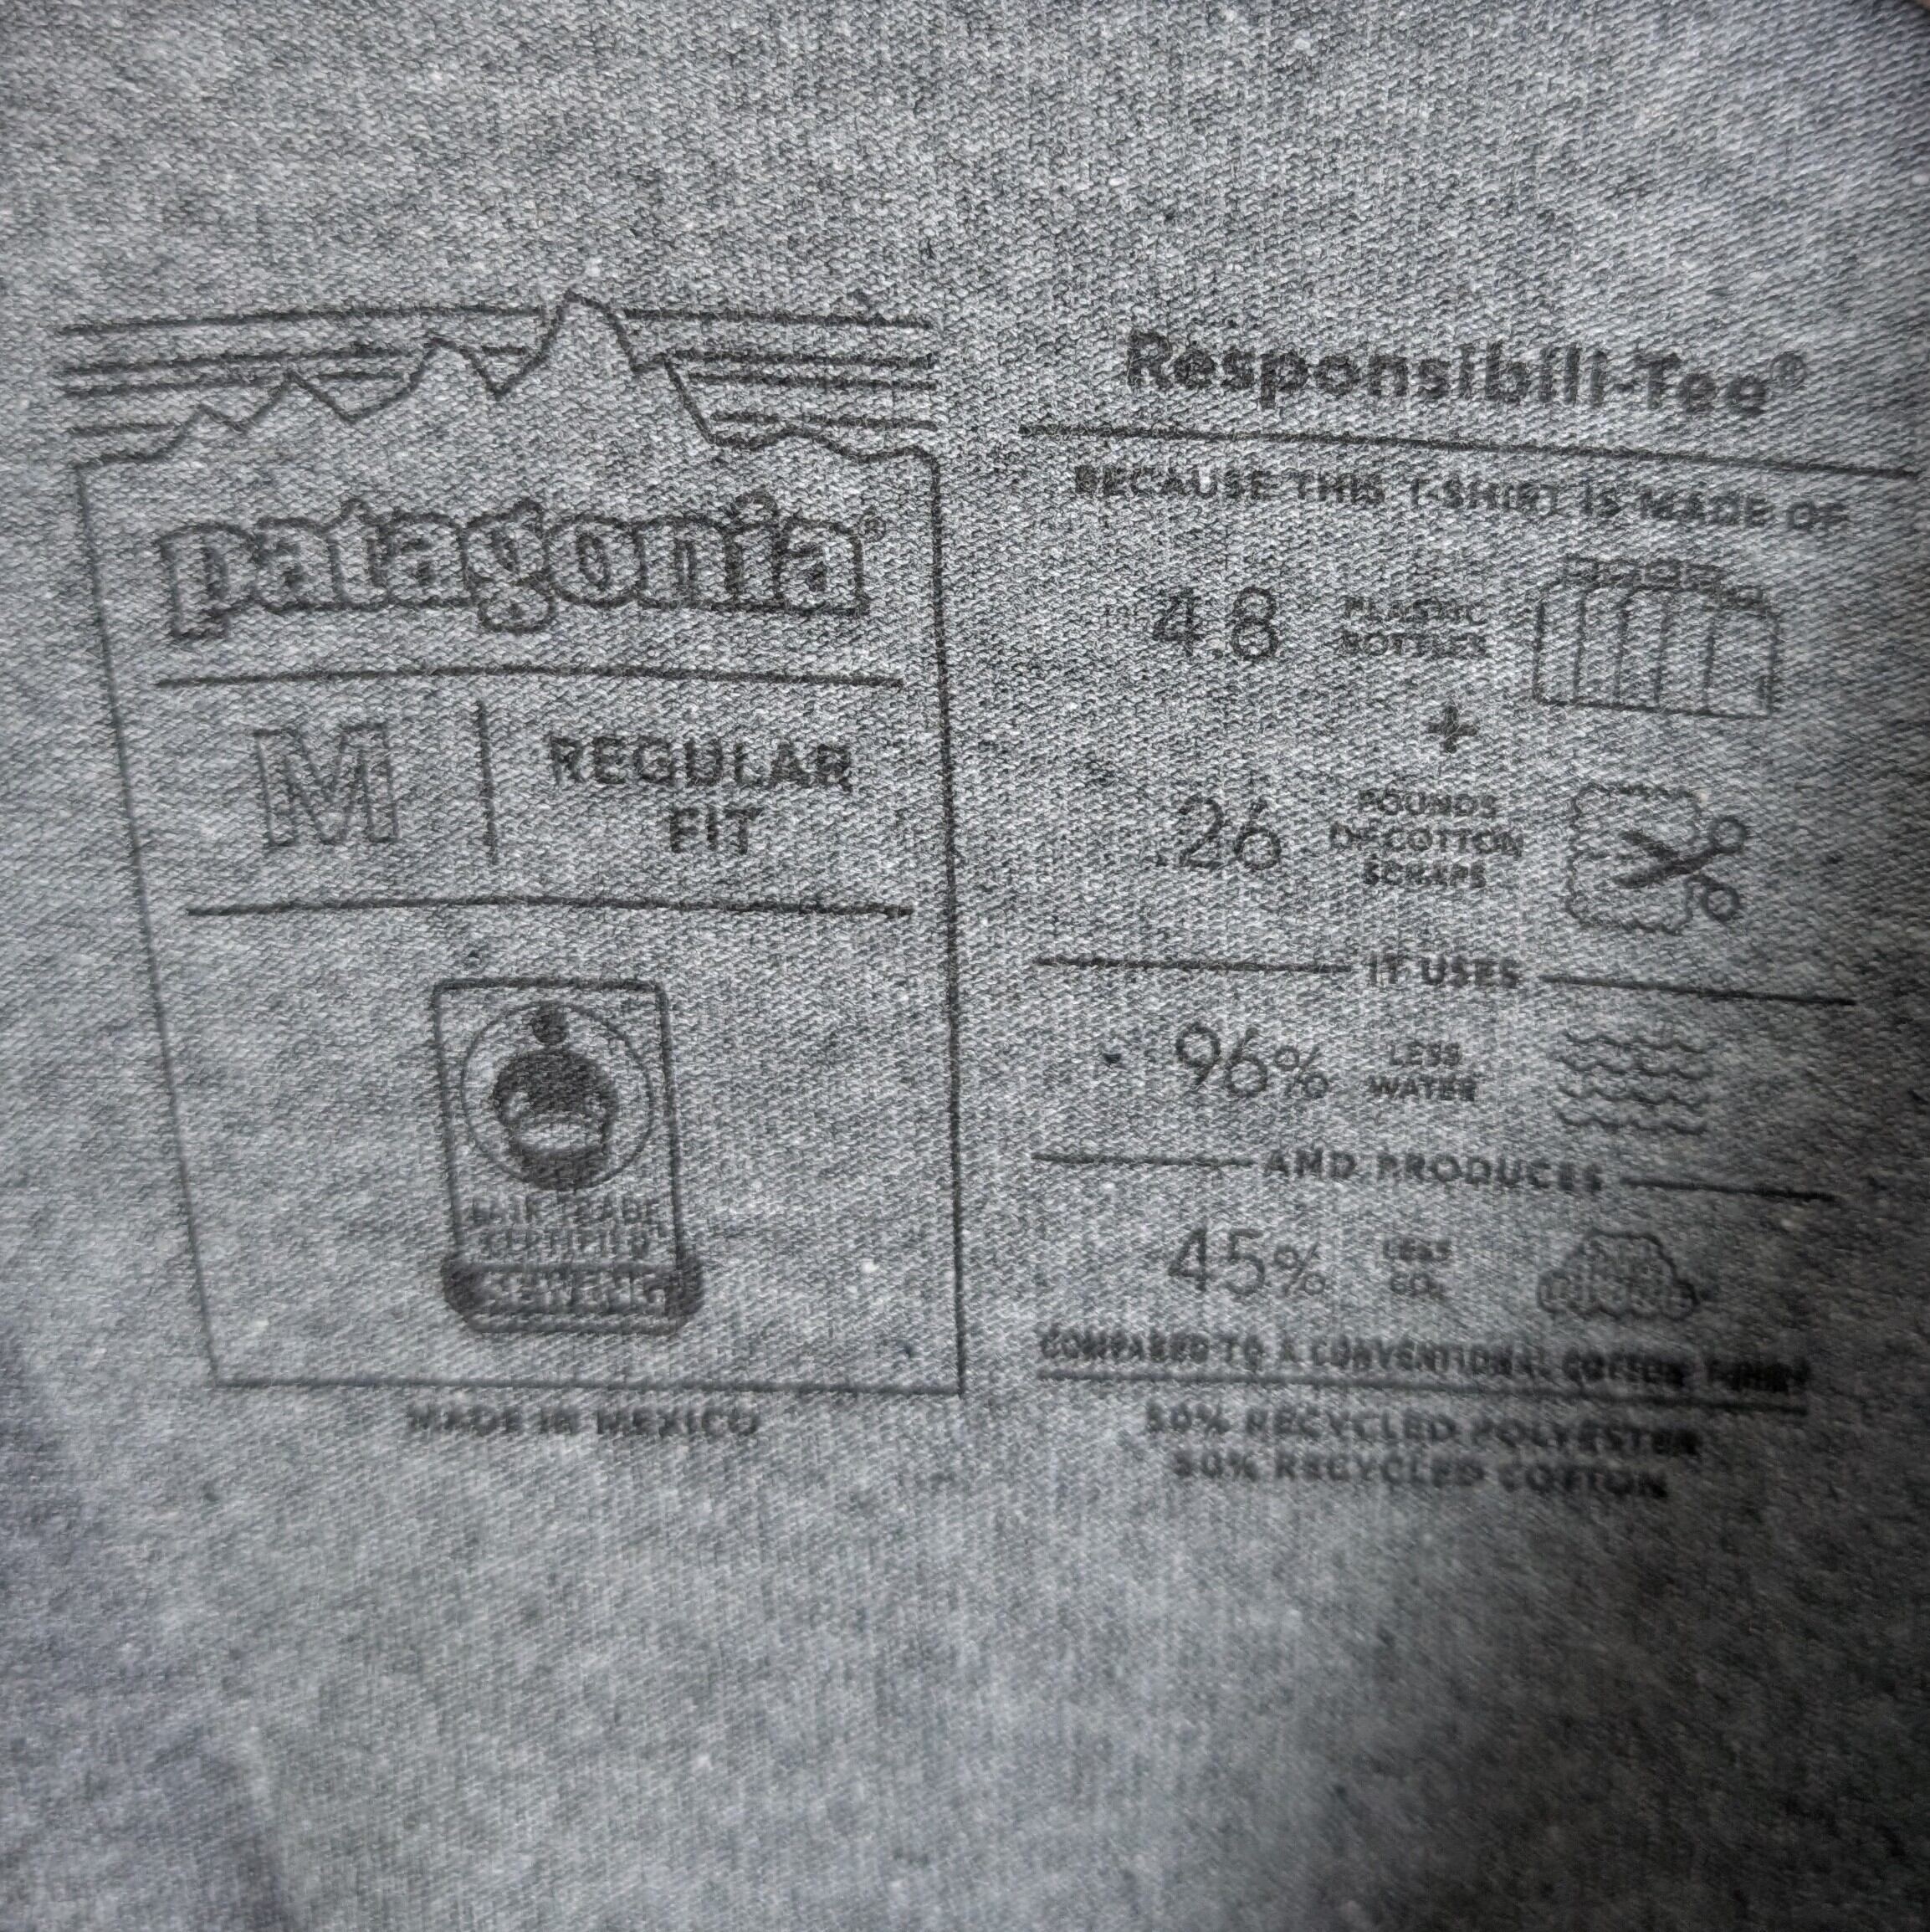 patagonia®
M
REGULAR
FIT
FAIR TRADE
CERTIFIED
SEWING
MADE IN MEXICO
Responsibili-Tee®
BECAUSE THIS T-SHIRT IS MADE OF
4.8 PLASTIC
BOTTLES
+
.26 POUNDS
OF COTTON
SCRAPS
IT USES
96% LESS
WATER
AND PRODUCES
45% LESS
CO₂
COMPARED TO A CONVENTIONAL COTTON T-SHIRT
50% RECYCLED POLYESTER
50% RECYCLED COTTON